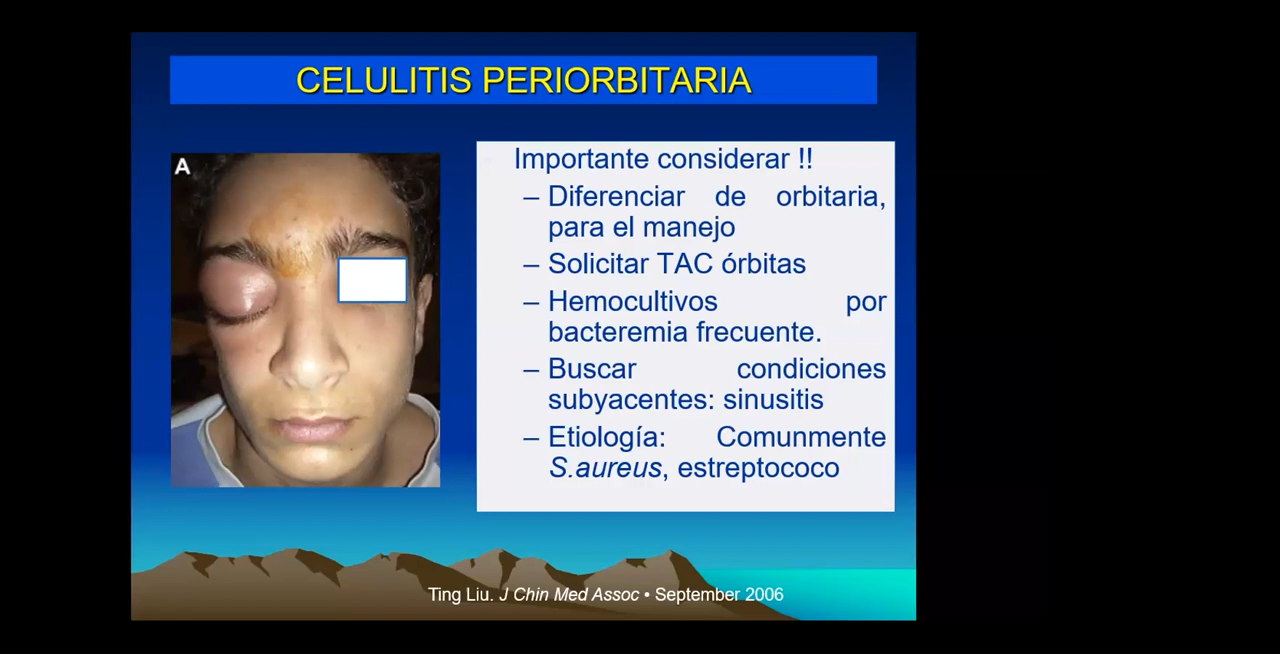 CELULITIS PERIORBITARIA
A
Importante considerar !!
– Diferenciar de orbitaria,
para el manejo
– Solicitar TAC órbitas
– Hemocultivos por
bacteremia frecuente.
– Buscar condiciones
subyacentes: sinusitis
– Etiología: Comunmente
S.aureus, estreptococo
Ting Liu. J Chin Med Assoc • September 2006